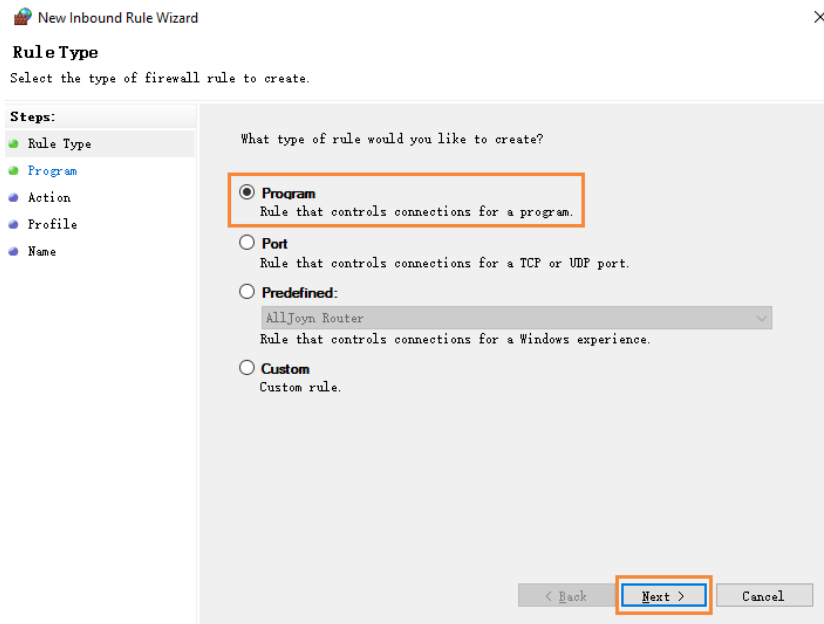 New Inbound Rule Wizard
Rule Type
Select the type of firewall rule to create.
Steps:
Rule Type
Program
Action
Profile
Name
What type of rule would you like to create?
Program
Rule that controls connections for a program.
Port
Rule that controls connections for a TCP or UDP port.
Predefined:
AllJoyn Router
Rule that controls connections for a Windows experience.
Custom
Custom rule.
< Back
Next >
Cancel